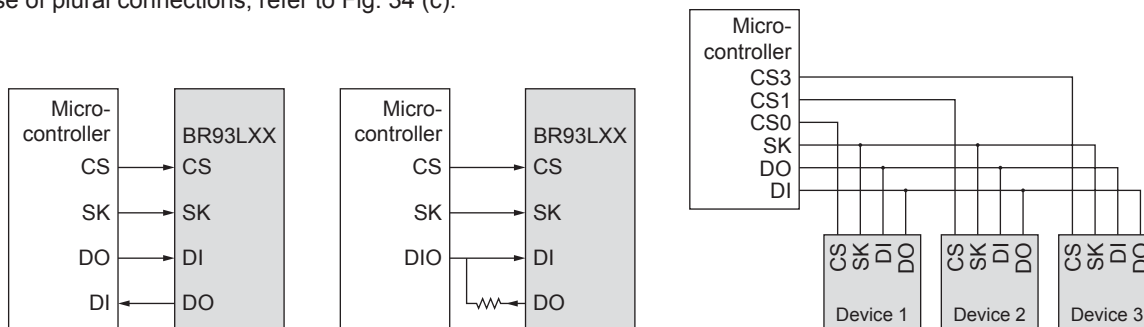 se of plural connections, refer to Fig. 34 (c).
Micro-
controller
CS
SK
DO
DI
BR93LXX
CS
SK
DI
DO
Micro-
controller
CS
SK
DIO
BR93LXX
CS
SK
DI
DO
Micro-
controller
CS3
CS1
CS0
SK
DO
DI
CS
SK
DI
DO
Device 1
CS
SK
DI
DO
Device 2
CS
SK
DI
DO
Device 3